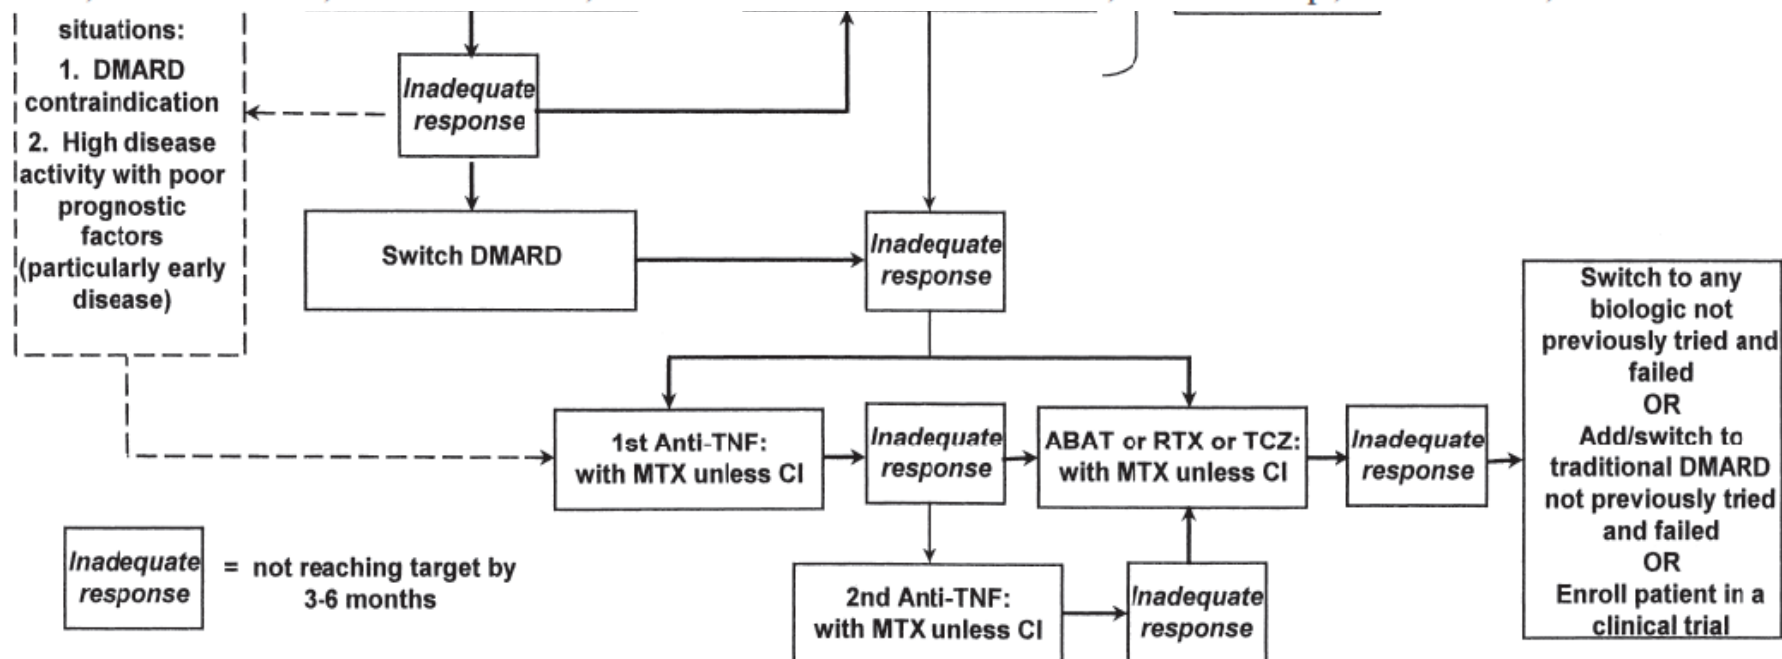 situations:
1. DMARD
contraindication
2. High disease
activity with poor
prognostic
factors
(particularly early
disease)
Inadequate
response
Switch DMARD
Inadequate
response
1st Anti-TNF:
with MTX unless CI
Inadequate
response
ABAT or RTX or TCZ:
with MTX unless CI
Inadequate
response
Switch to any
biologic not
previously tried and
failed
OR
Add/switch to
traditional DMARD
not previously tried
and failed
OR
Enroll patient in a
clinical trial
2nd Anti-TNF:
with MTX unless CI
Inadequate
response
Inadequate
response
= not reaching target by
3-6 months